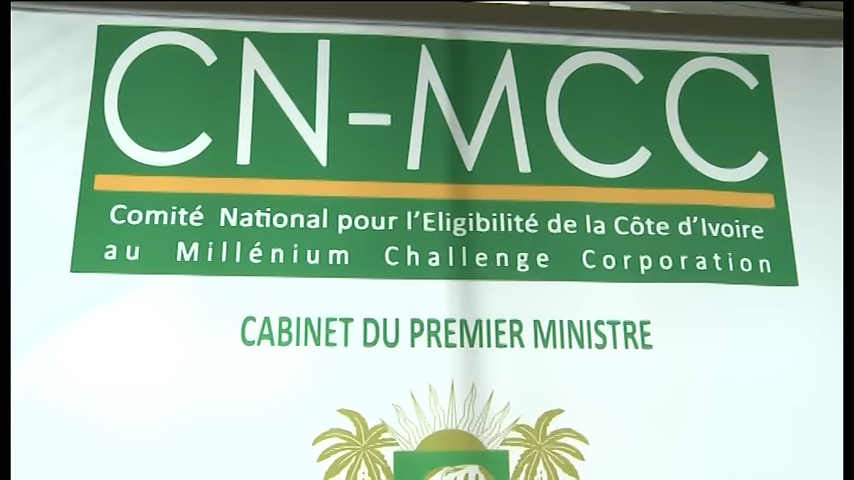 CN-MCC
Comité National pour l'Eligibilité de la Côte d'Ivoire
au Millénium Challenge Corporation
CABINET DU PREMIER MINISTRE